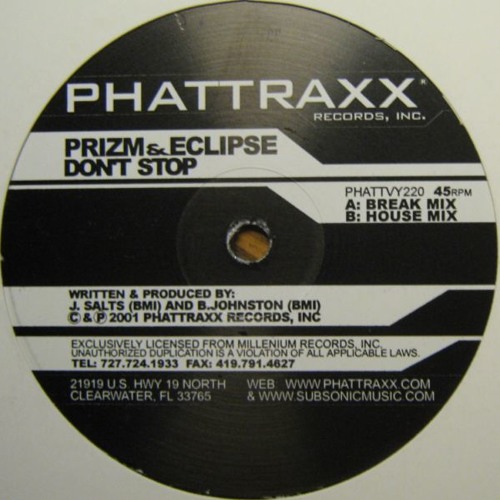 PHATTRAXX®
RECORDS, INC.
PRIZM & ECLIPSE
DON'T STOP
PHATTVY220 45RPM
A: BREAK MIX
B: HOUSE MIX
WRITTEN & PRODUCED BY:
J. SALTS (BMI) AND B.JOHNSTON (BMI)
© & ℗ 2001 PHATTRAXX RECORDS, INC
EXCLUSIVELY LICENSED FROM MILLENIUM RECORDS, INC.
UNAUTHORIZED DUPLICATION IS A VIOLATION OF ALL APPLICABLE LAWS.
TEL: 727.724.1933 FAX: 419.791.4627
21919 U.S. HWY 19 NORTH WEB: WWW.PHATTRAXX.COM
CLEARWATER, FL 33765 & WWW.SUBSONICMUSIC.COM